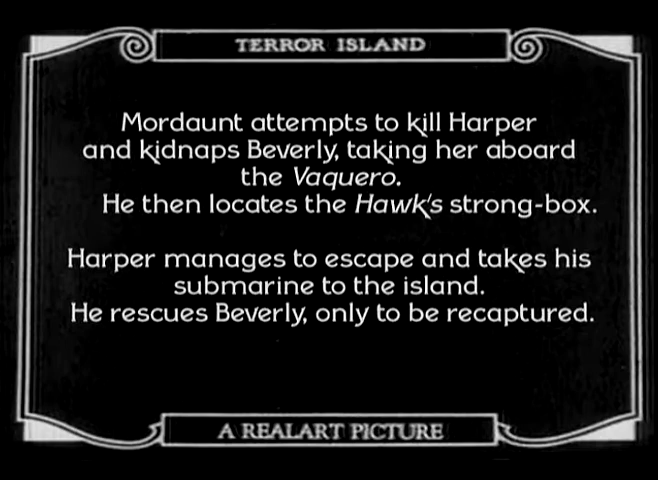 TERROR ISLAND
Mordaunt attempts to kill Harper
and kidnaps Beverly, taking her aboard
the Vaquero.
He then locates the Hawk's strong-box.
Harper manages to escape and takes his
submarine to the island.
He rescues Beverly, only to be recaptured.
A REALART PICTURE